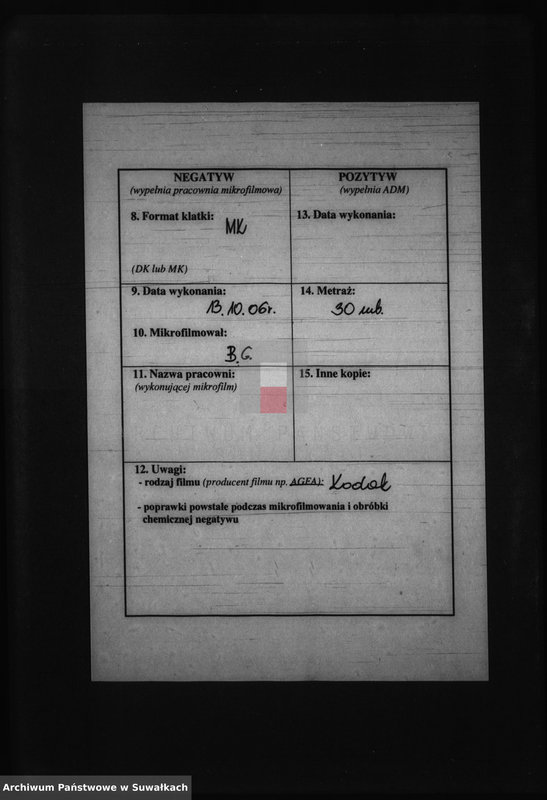 NEGATYW
(wypełnia pracownia mikrofilmowa)
8. Format klatki:
MK
(DK lub MK)
9. Data wykonania:
13.10.06r.
10. Mikrofilmował:
B.G.
11. Nazwa pracowni:
(wykonującej mikrofilm)
POZYTYW
(wypełnia ADM)
13. Data wykonania:
14. Metraż:
30 mb.
15. Inne kopie:
12. Uwagi:
- rodzaj filmu (producent filmu np. AGFA): Kodak
- poprawki powstałe podczas mikrofilmowania i obróbki
chemicznej negatywu
Archiwum Państwowe w Suwałkach